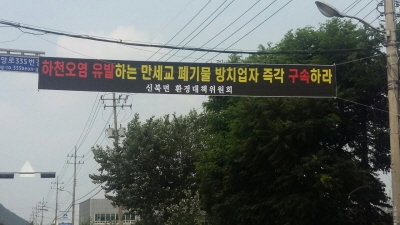 하천오염 유발하는 만세교 폐기물 방치업자 즉각 구속하라
신북면 환경대책위원회
335번